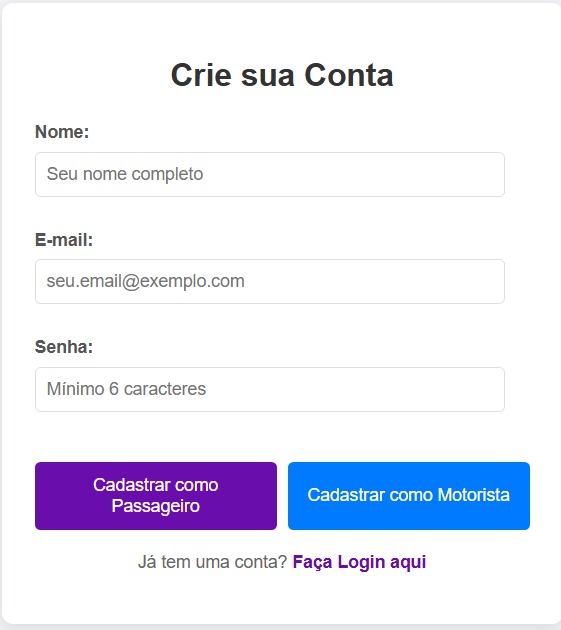 Crie sua Conta
Nome:
Seu nome completo
E-mail:
seu.email@exemplo.com
Senha:
Mínimo 6 caracteres
Cadastrar como
Passageiro
Cadastrar como Motorista
Já tem uma conta? Faça Login aqui